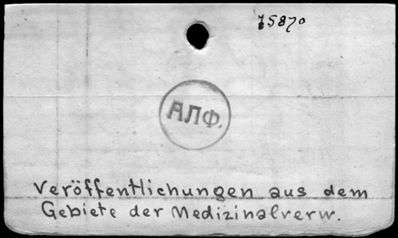 75870
АЛФ.
Veröffentlichungen aus dem
Gebiete der Medizinalverw.